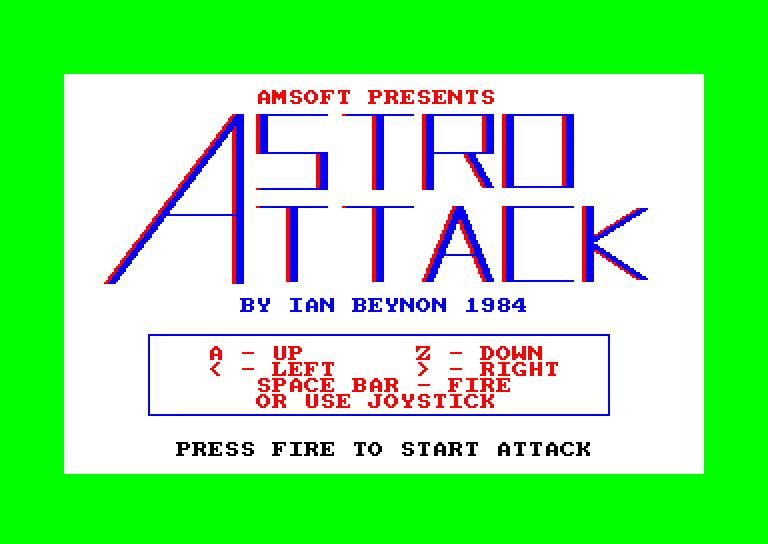 AMSOFT PRESENTS
ASTRO
ATTACK
BY IAN BEYNON 1984
A - UP Z - DOWN
< - LEFT > - RIGHT
SPACE BAR - FIRE
OR USE JOYSTICK
PRESS FIRE TO START ATTACK